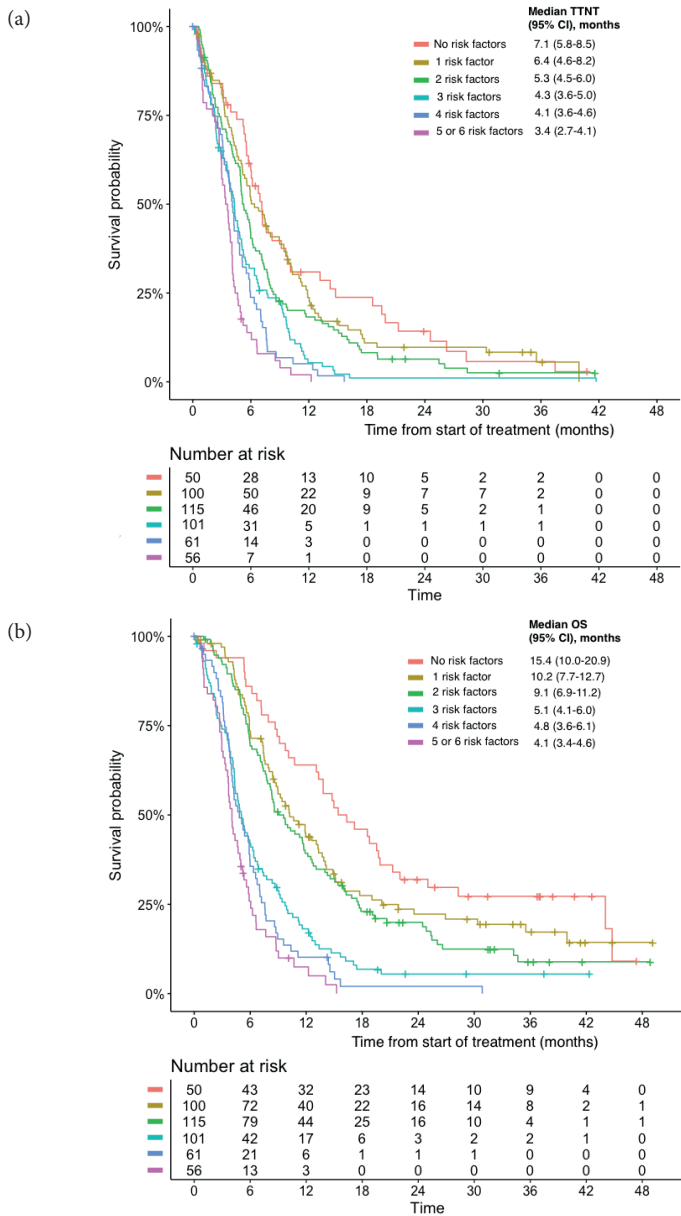 (a)
Median TTNT
(95% CI), months
No risk factors 7.1 (5.8-8.5)
1 risk factor 6.4 (4.6-8.2)
2 risk factors 5.3 (4.5-6.0)
3 risk factors 4.3 (3.6-5.0)
4 risk factors 4.1 (3.6-4.6)
5 or 6 risk factors 3.4 (2.7-4.1)
Survival probability
100%
75%
50%
25%
0%
0 6 12 18 24 30 36 42 48
Time from start of treatment (months)
Number at risk
50 28 13 10 5 2 2 0 0
100 50 22 9 7 7 2 0 0
115 46 20 9 5 2 1 0 0
101 31 5 1 1 1 1 0 0
61 14 3 0 0 0 0 0 0
56 7 1 0 0 0 0 0 0
0 6 12 18 24 30 36 42 48
Time
(b)
Median OS
(95% CI), months
No risk factors 15.4 (10.0-20.9)
1 risk factor 10.2 (7.7-12.7)
2 risk factors 9.1 (6.9-11.2)
3 risk factors 5.1 (4.1-6.0)
4 risk factors 4.8 (3.6-6.1)
5 or 6 risk factors 4.1 (3.4-4.6)
Survival probability
100%
75%
50%
25%
0%
0 6 12 18 24 30 36 42 48
Time from start of treatment (months)
Number at risk
50 43 32 23 14 10 9 4 0
100 72 40 22 16 14 8 2 1
115 79 44 25 16 10 4 1 1
101 42 17 6 3 2 2 1 0
61 21 6 1 1 1 0 0 0
56 13 3 0 0 0 0 0 0
0 6 12 18 24 30 36 42 48
Time